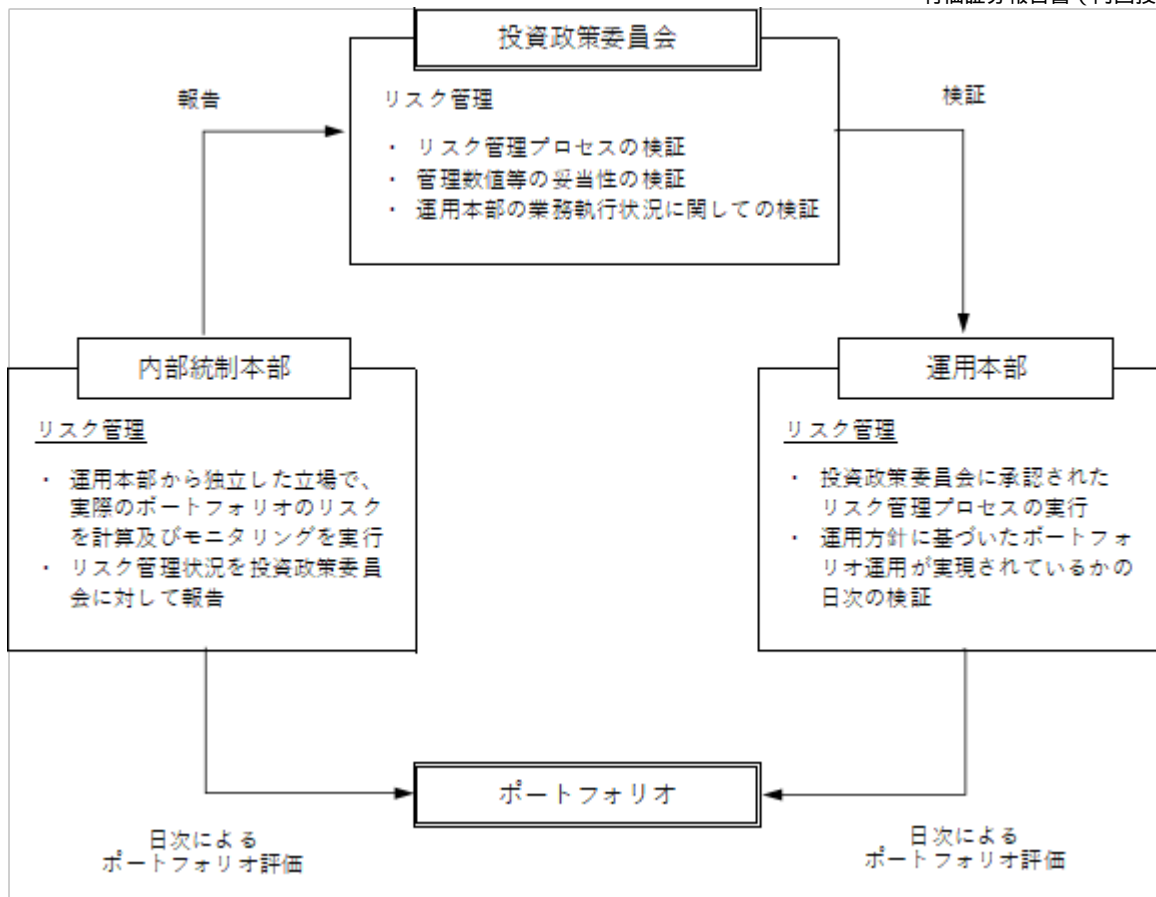 投資政策委員会
報告
検証
リスク管理
・ リスク管理プロセスの検証
・ 管理数値等の妥当性の検証
・ 運用本部の業務執行状況に関しての検証
内部統制本部
リスク管理
・ 運用本部から独立した立場で、
実際のポートフォリオのリスク
を計算及びモニタリングを実行
・ リスク管理状況を投資政策委員
会に対して報告
運用本部
リスク管理
・ 投資政策委員会に承認された
リスク管理プロセスの実行
・ 運用方針に基づいたポートフォ
リオ運用が実現されているかの
日次の検証
ポートフォリオ
日次による
ポートフォリオ評価
日次による
ポートフォリオ評価